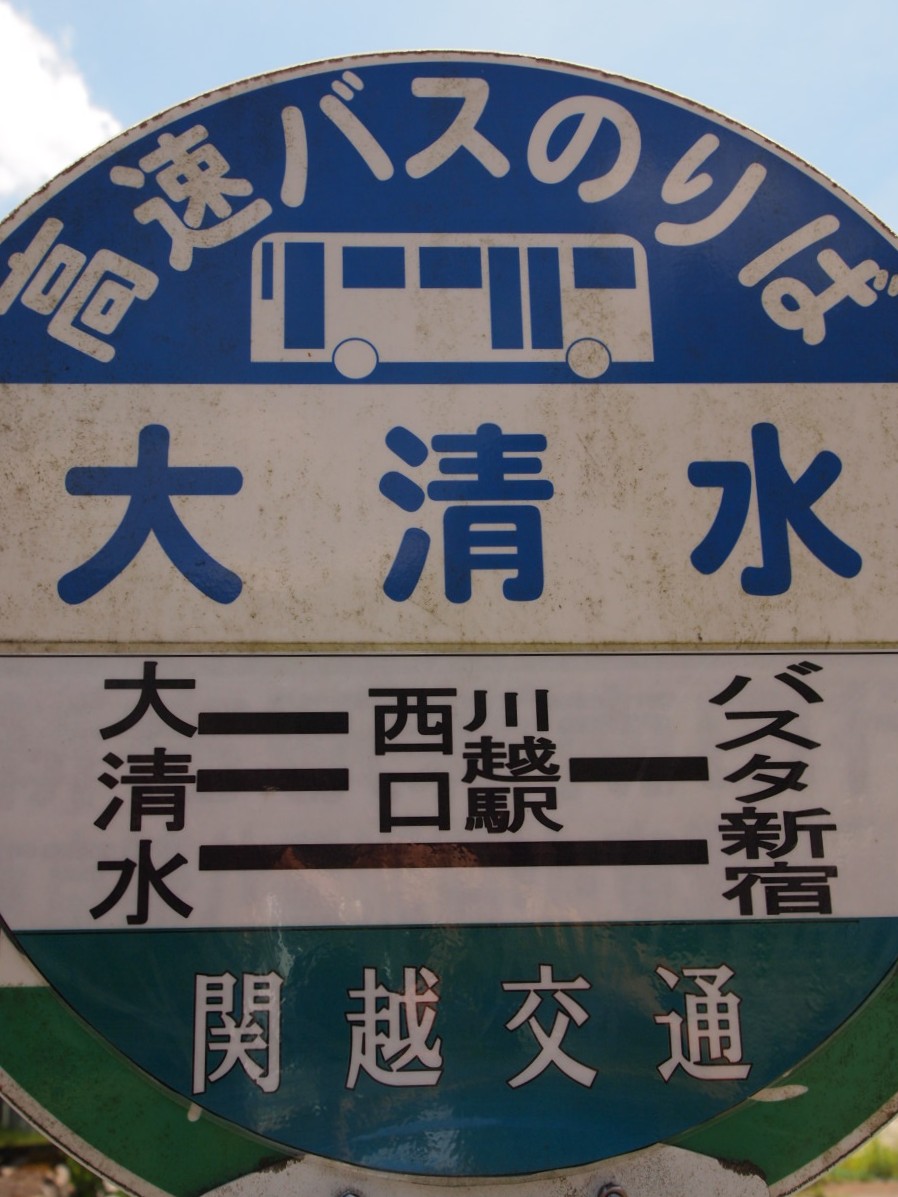 高速バスのりば
大清水
大清水
川越駅
西口
バスタ新宿
関越交通